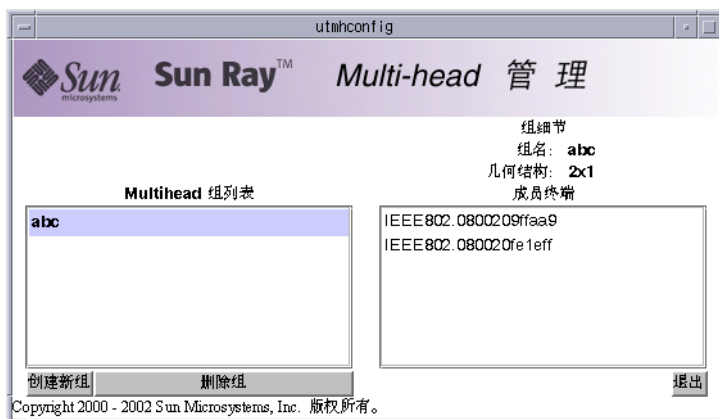 utmhconfig
Sun microsystems Sun Ray™ Multi-head 管 理
组细节
组名: abc
几何结构: 2x1
Multihead 组列表 成员终端
abc
IEEE802.0800209ffaa9
IEEE802.080020fe1eff
创建新组 删除组 退出
Copyright 2000 - 2002 Sun Microsystems, Inc. 版权所有。